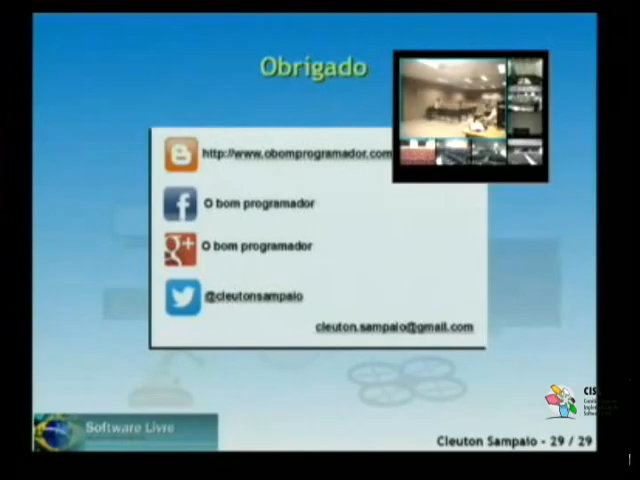 Obrigado
http://www.obomprogramador.com
O bom programador
O bom programador
@cleutonsampaio
cleuton.sampaio@gmail.com
Software Livre
CIS
Cleuton Sampaio - 29 / 29